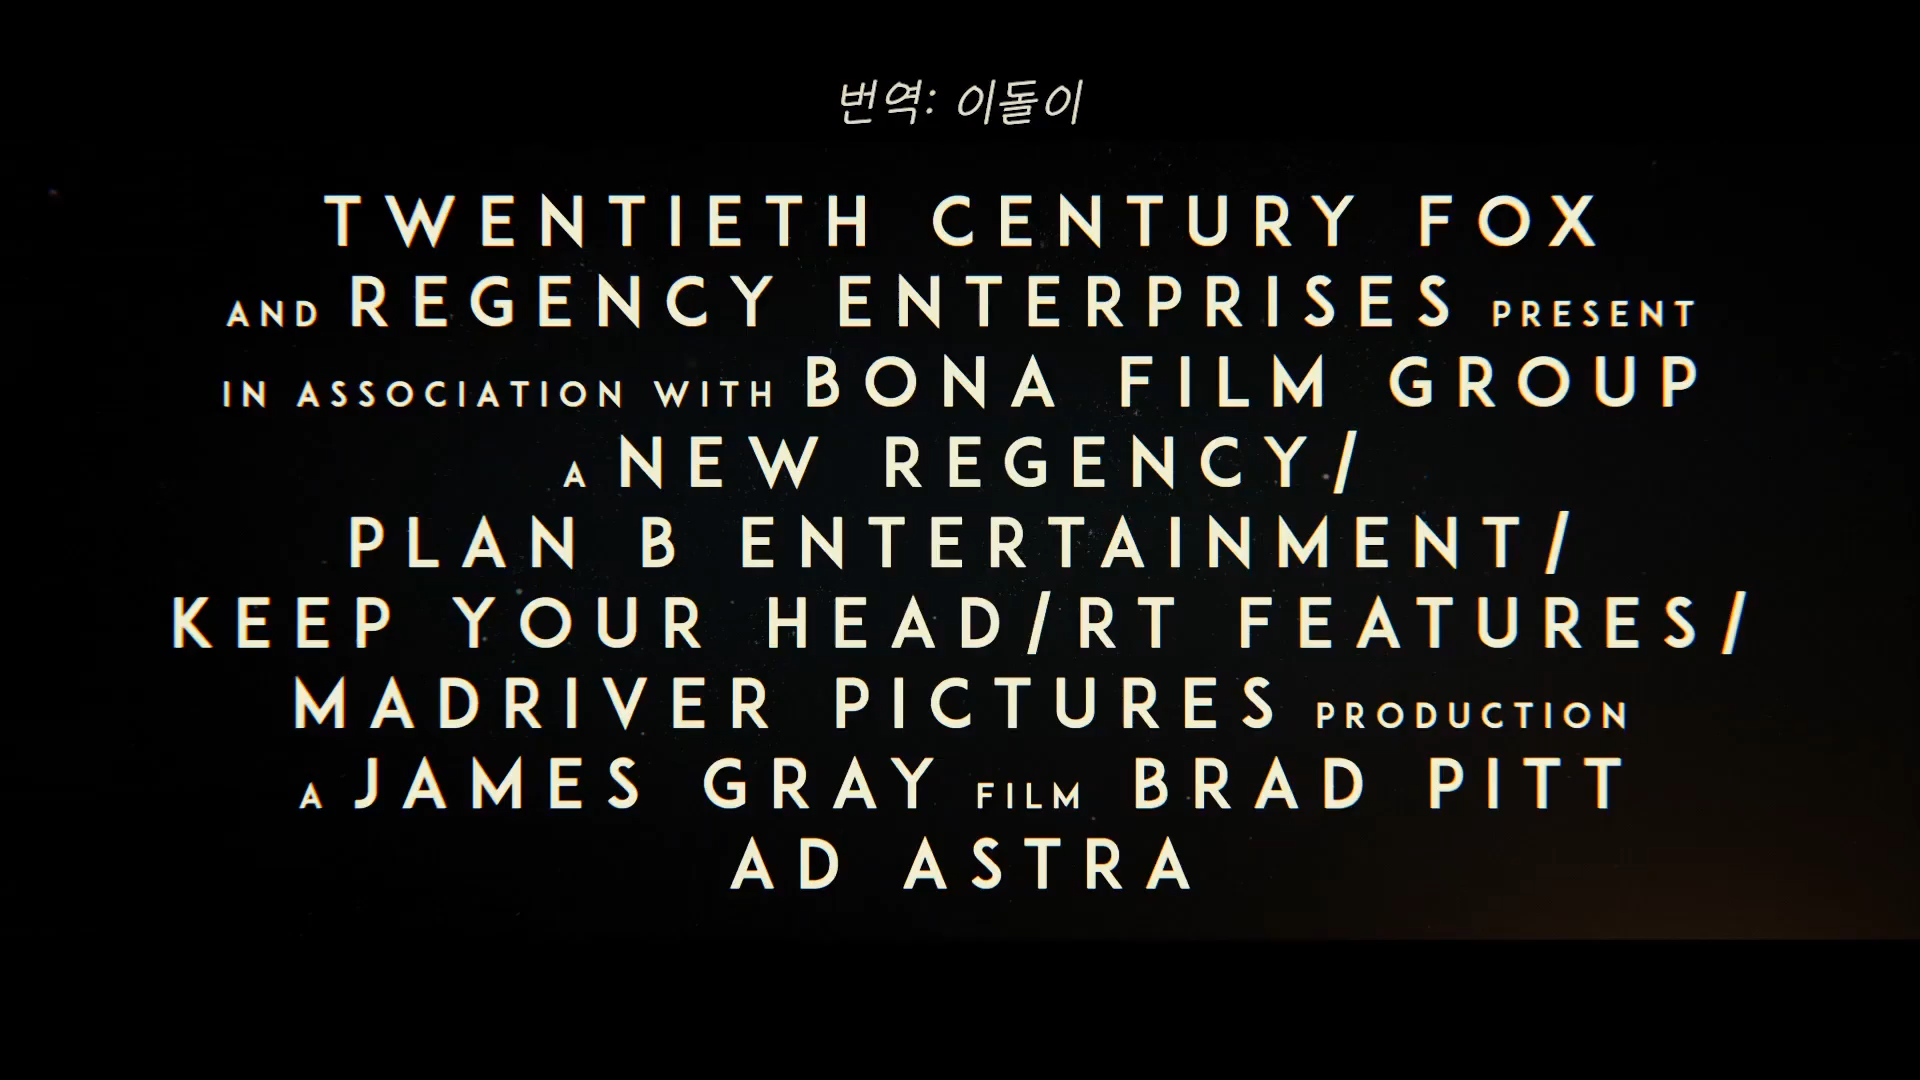 번역: 이돌이
TWENTIETH CENTURY FOX
AND REGENCY ENTERPRISES PRESENT
IN ASSOCIATION WITH BONA FILM GROUP
A NEW REGENCY/
PLAN B ENTERTAINMENT/
KEEP YOUR HEAD/RT FEATURES/
MADRIVER PICTURES PRODUCTION
A JAMES GRAY FILM BRAD PITT
AD ASTRA